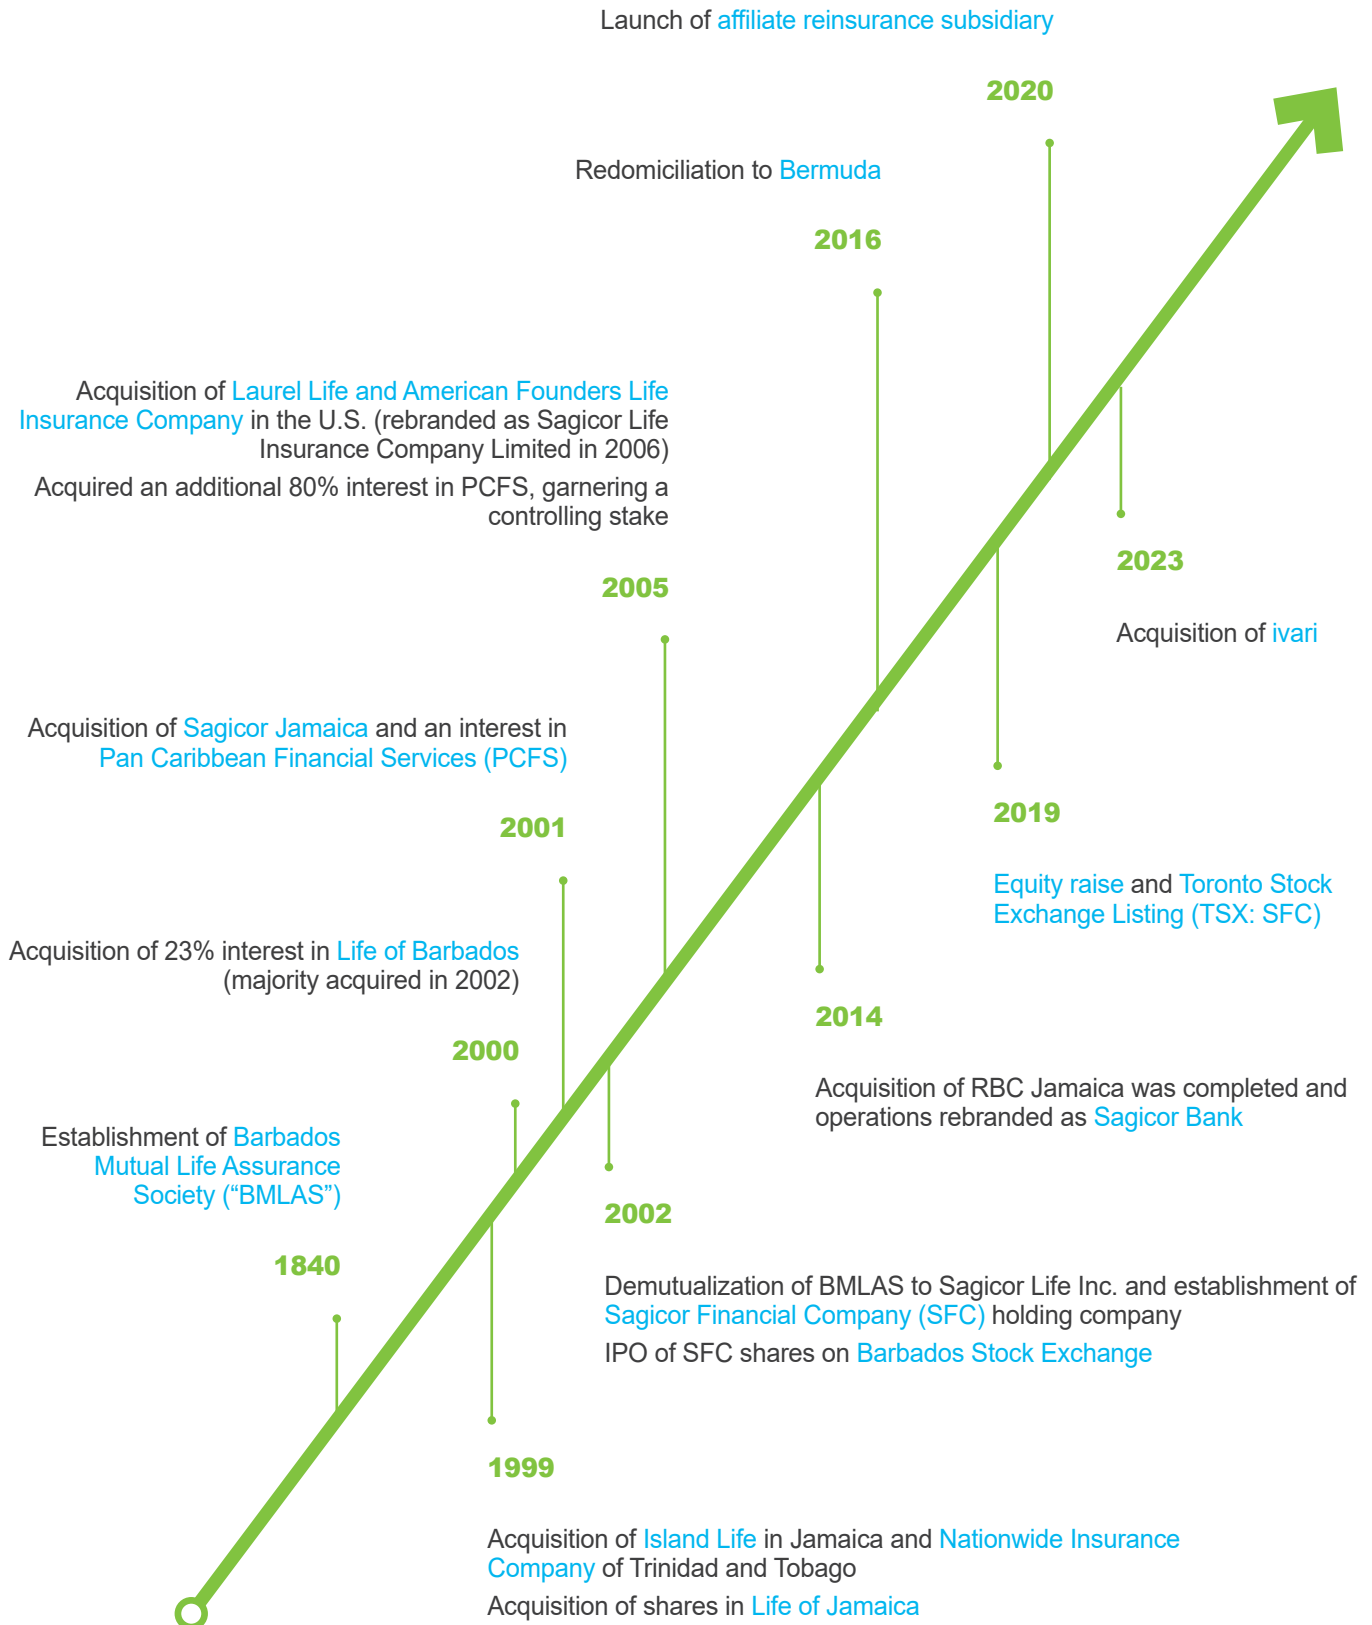 Launch of affiliate reinsurance subsidiary
2020
Redomiciliation to Bermuda
2016
Acquisition of Laurel Life and American Founders Life
Insurance Company in the U.S. (rebranded as Sagicor Life
Insurance Company Limited in 2006)
Acquired an additional 80% interest in PCFS, garnering a
controlling stake
2005
2023
Acquisition of ivari
Acquisition of Sagicor Jamaica and an interest in
Pan Caribbean Financial Services (PCFS)
2001
2019
Equity raise and Toronto Stock
Exchange Listing (TSX: SFC)
Acquisition of 23% interest in Life of Barbados
(majority acquired in 2002)
2000
2014
Acquisition of RBC Jamaica was completed and
operations rebranded as Sagicor Bank
Establishment of Barbados
Mutual Life Assurance
Society (“BMLAS”)
1840
2002
Demutualization of BMLAS to Sagicor Life Inc. and establishment of
Sagicor Financial Company (SFC) holding company
IPO of SFC shares on Barbados Stock Exchange
1999
Acquisition of Island Life in Jamaica and Nationwide Insurance
Company of Trinidad and Tobago
Acquisition of shares in Life of Jamaica